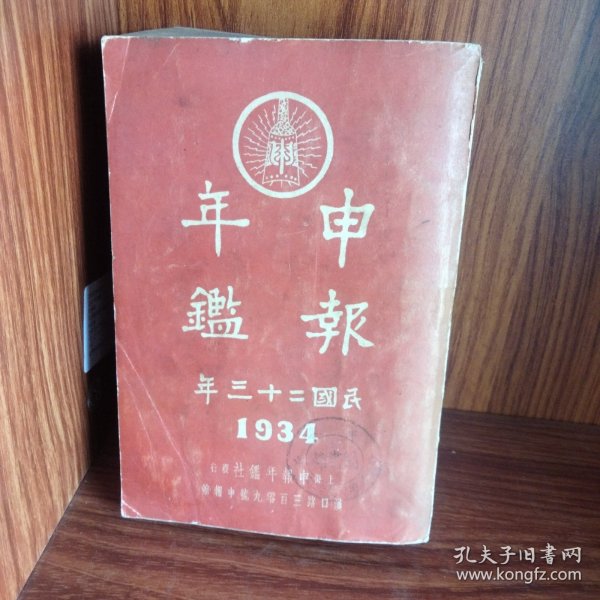 申報
年鑑
民國二十三年
1934
上海申報年鑑社發行
漢口路三百零九號申報館
孔夫子旧书网
www.kongfz.com